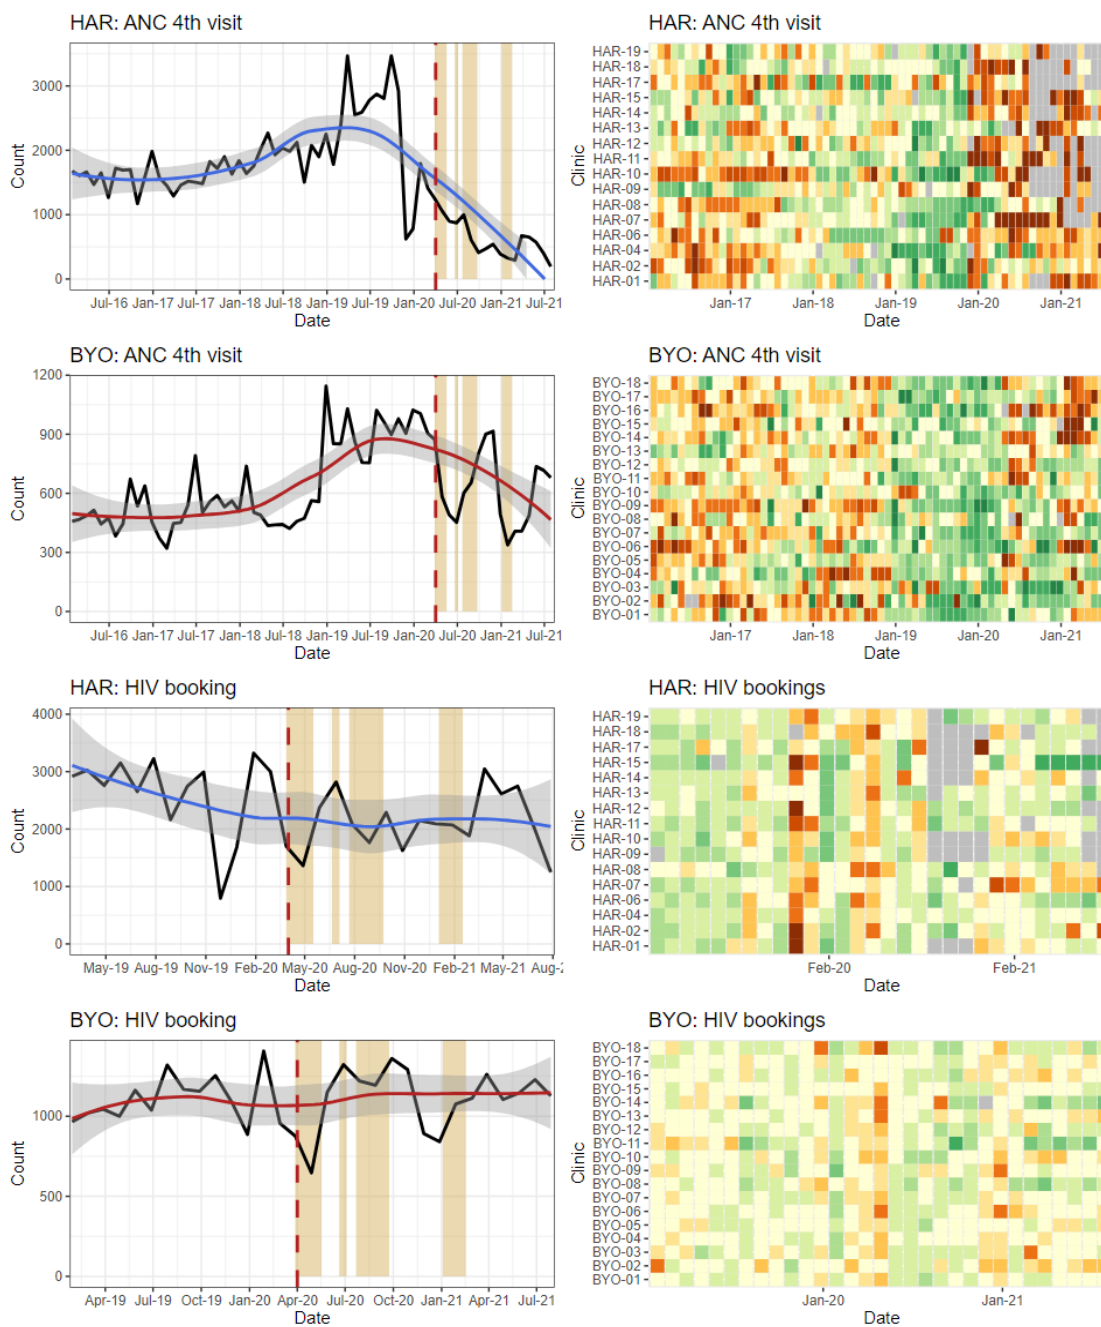 HAR: ANC 4th visit
3000
2000
1000
0
Count
Jul-16 Jan-17 Jul-17 Jan-18 Jul-18 Jan-19 Jul-19 Jan-20 Jul-20 Jan-21 Jul-21
Date
HAR: ANC 4th visit
HAR-19
HAR-18
HAR-17
HAR-15
HAR-14
HAR-13
HAR-12
HAR-11
HAR-10
HAR-09
HAR-08
HAR-07
HAR-06
HAR-04
HAR-02
HAR-01
Clinic
Jan-17 Jan-18 Jan-19 Jan-20 Jan-21
Date
BYO: ANC 4th visit
1200
900
600
300
0
Count
Jul-16 Jan-17 Jul-17 Jan-18 Jul-18 Jan-19 Jul-19 Jan-20 Jul-20 Jan-21 Jul-21
Date
BYO: ANC 4th visit
BYO-18
BYO-17
BYO-16
BYO-15
BYO-14
BYO-13
BYO-12
BYO-11
BYO-10
BYO-09
BYO-08
BYO-07
BYO-06
BYO-05
BYO-04
BYO-03
BYO-02
BYO-01
Clinic
Jan-17 Jan-18 Jan-19 Jan-20 Jan-21
Date
HAR: HIV booking
4000
3000
2000
1000
0
Count
May-19 Aug-19 Nov-19 Feb-20 May-20 Aug-20 Nov-20 Feb-21 May-21 Aug-2
Date
HAR: HIV bookings
HAR-19
HAR-18
HAR-17
HAR-15
HAR-14
HAR-13
HAR-12
HAR-11
HAR-10
HAR-09
HAR-08
HAR-07
HAR-06
HAR-04
HAR-02
HAR-01
Clinic
Feb-20 Feb-21
Date
BYO: HIV booking
1000
500
0
Count
Apr-19 Jul-19 Oct-19 Jan-20 Apr-20 Jul-20 Oct-20 Jan-21 Apr-21 Jul-21
Date
BYO: HIV bookings
BYO-18
BYO-17
BYO-16
BYO-15
BYO-14
BYO-13
BYO-12
BYO-11
BYO-10
BYO-09
BYO-08
BYO-07
BYO-06
BYO-05
BYO-04
BYO-03
BYO-02
BYO-01
Clinic
Jan-20 Jan-21
Date